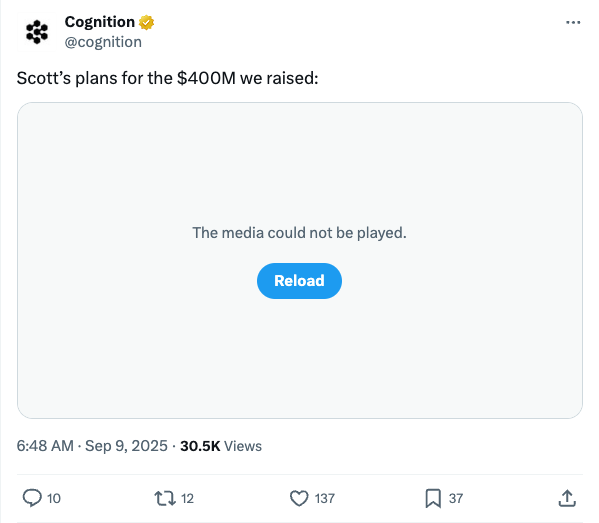 Cognition
@cognition
Scott’s plans for the $400M we raised:
The media could not be played.
Reload
6:48 AM · Sep 9, 2025 · 30.5K Views
10 12 137 37